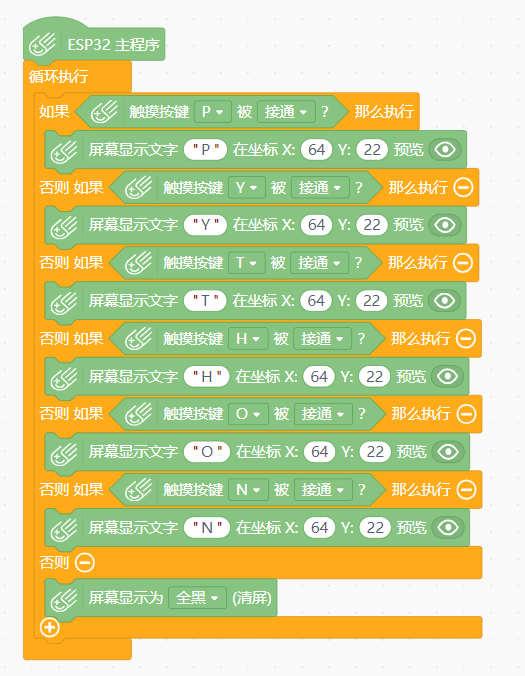 ESP32 主程序
循环执行
如果 触摸按键 P 被 接通 ? 那么执行
屏幕显示文字 "P" 在坐标 X: 64 Y: 22 预览
否则 如果 触摸按键 Y 被 接通 ? 那么执行
屏幕显示文字 "Y" 在坐标 X: 64 Y: 22 预览
否则 如果 触摸按键 T 被 接通 ? 那么执行
屏幕显示文字 "T" 在坐标 X: 64 Y: 22 预览
否则 如果 触摸按键 H 被 接通 ? 那么执行
屏幕显示文字 "H" 在坐标 X: 64 Y: 22 预览
否则 如果 触摸按键 O 被 接通 ? 那么执行
屏幕显示文字 "O" 在坐标 X: 64 Y: 22 预览
否则 如果 触摸按键 N 被 接通 ? 那么执行
屏幕显示文字 "N" 在坐标 X: 64 Y: 22 预览
否则
屏幕显示为 全黑 (清屏)